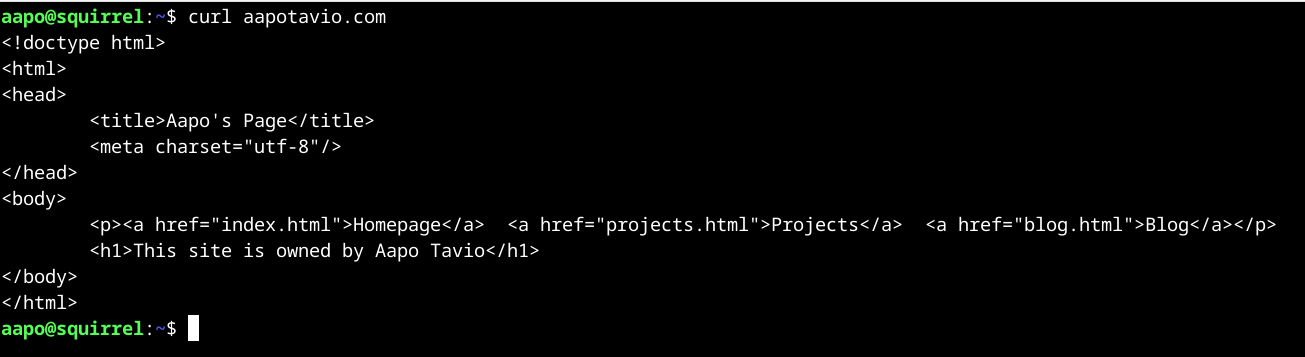 aapo@squirrel:~$ curl aapotavio.com
<!doctype html>
<html>
<head>
        <title>Aapo's Page</title>
        <meta charset="utf-8"/>
</head>
<body>
        <p><a href="index.html">Homepage</a>  <a href="projects.html">Projects</a>  <a href="blog.html">Blog</a></p>
        <h1>This site is owned by Aapo Tavio</h1>
</body>
</html>
aapo@squirrel:~$